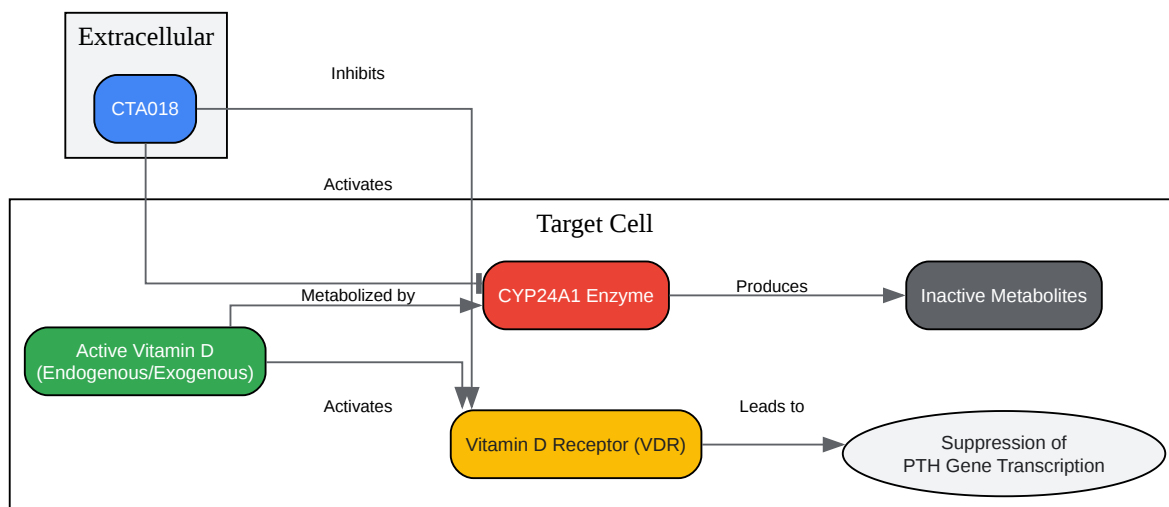 Extracellular
CTA018
Inhibits
Activates
Target Cell
Metabolized by
CYP24A1 Enzyme
Produces
Inactive Metabolites
Active Vitamin D
(Endogenous/Exogenous)
Activates
Vitamin D Receptor (VDR)
Leads to
Suppression of
PTH Gene Transcription